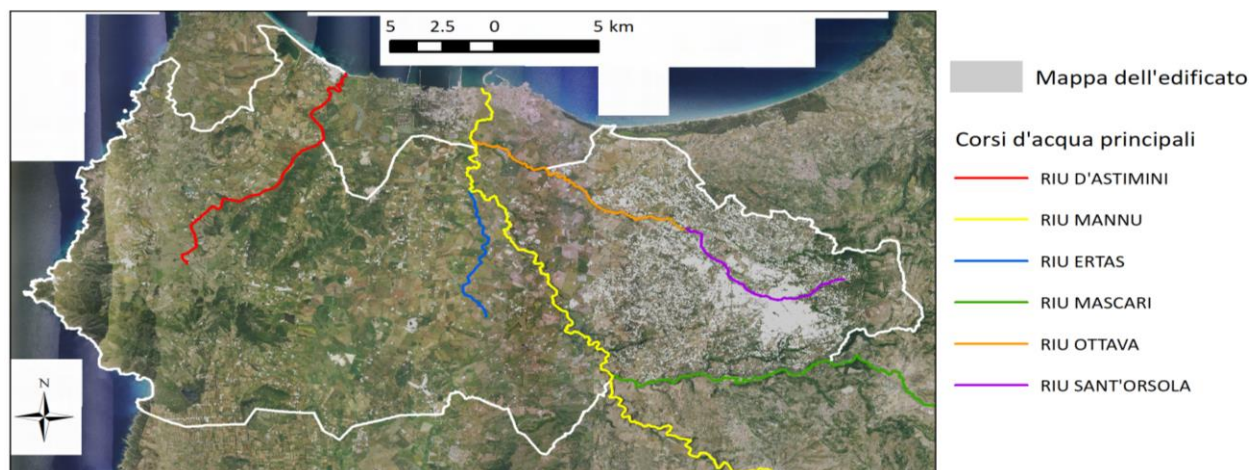 5 2.5 0 5 km
Mappa dell'edificato
Corsi d'acqua principali
RIU D'ASTIMINI
RIU MANNU
RIU ERTAS
RIU MASCARI
RIU OTTAVA
RIU SANT'ORSOLA
N